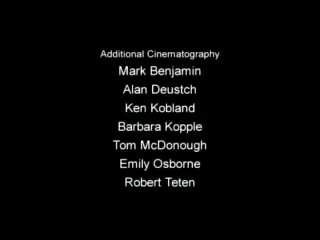 Additional Cinematography
Mark Benjamin
Alan Deustch
Ken Kobland
Barbara Kopple
Tom McDonough
Emily Osborne
Robert Teten